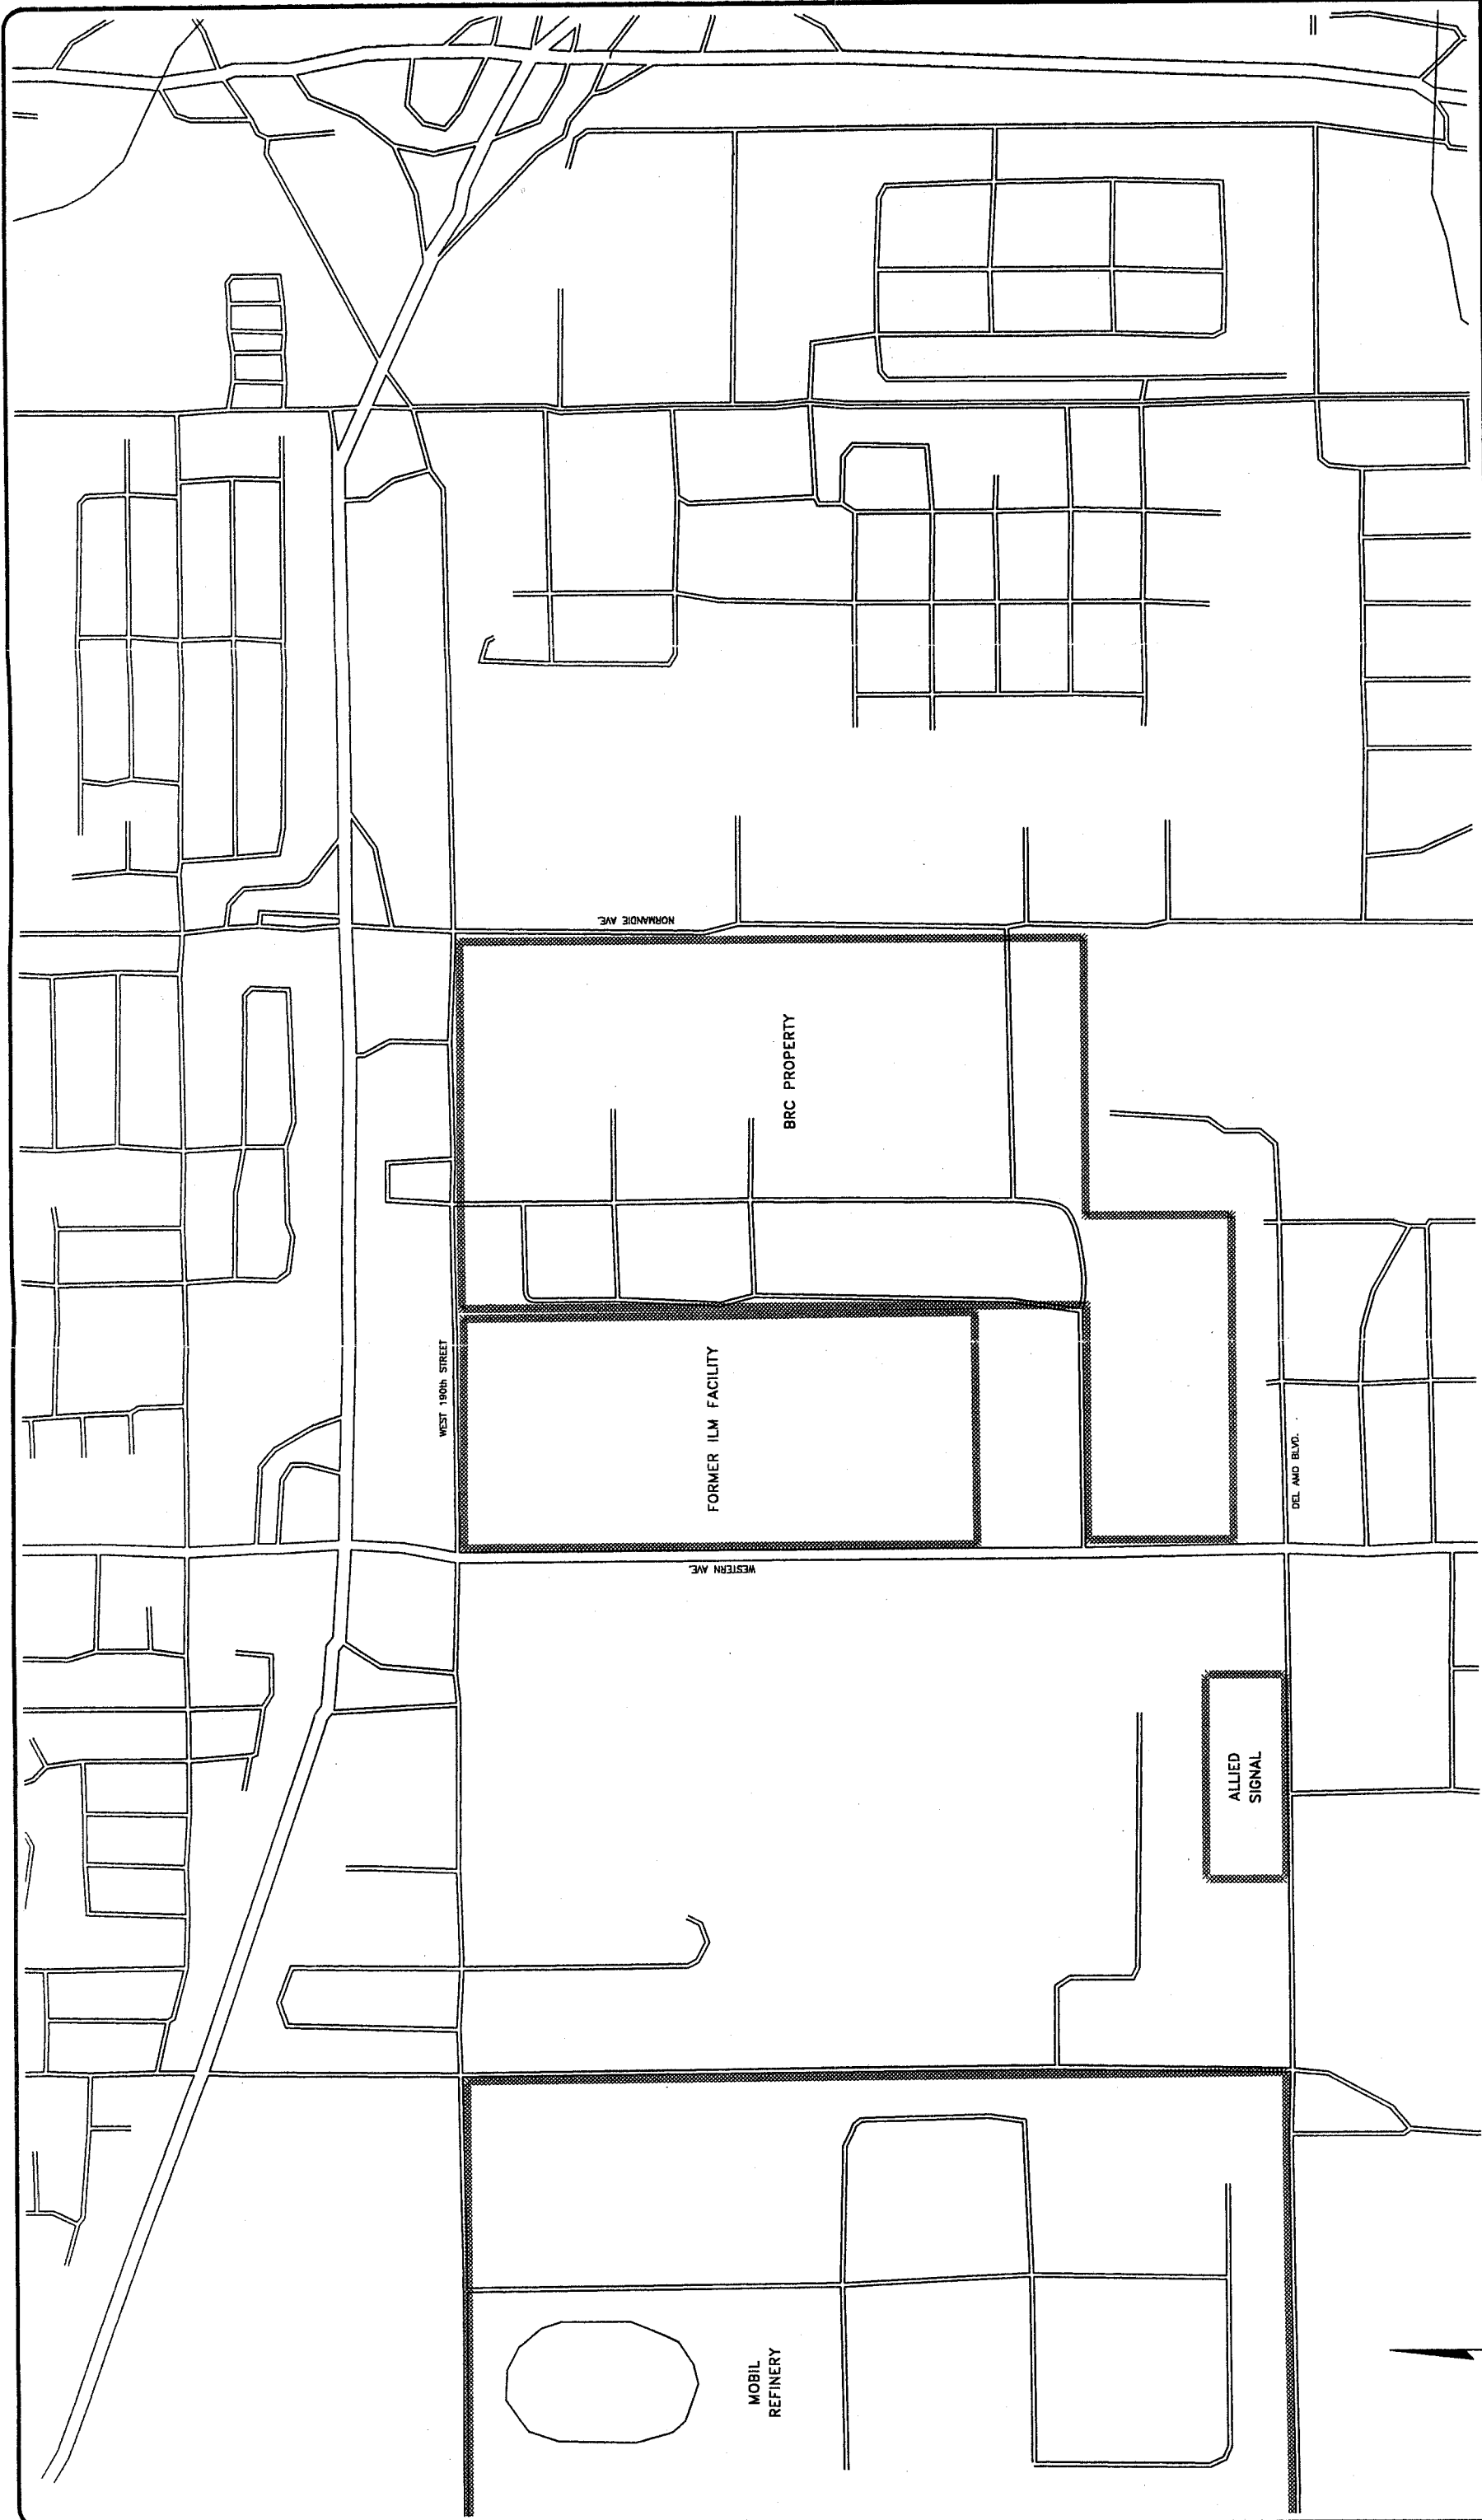 NORMANDIE AVE.
BRC PROPERTY
WEST 190th STREET
FORMER ILM FACILITY
DEL AMO BLVD.
WESTERN AVE.
ALLIED
SIGNAL
MOBIL
REFINERY